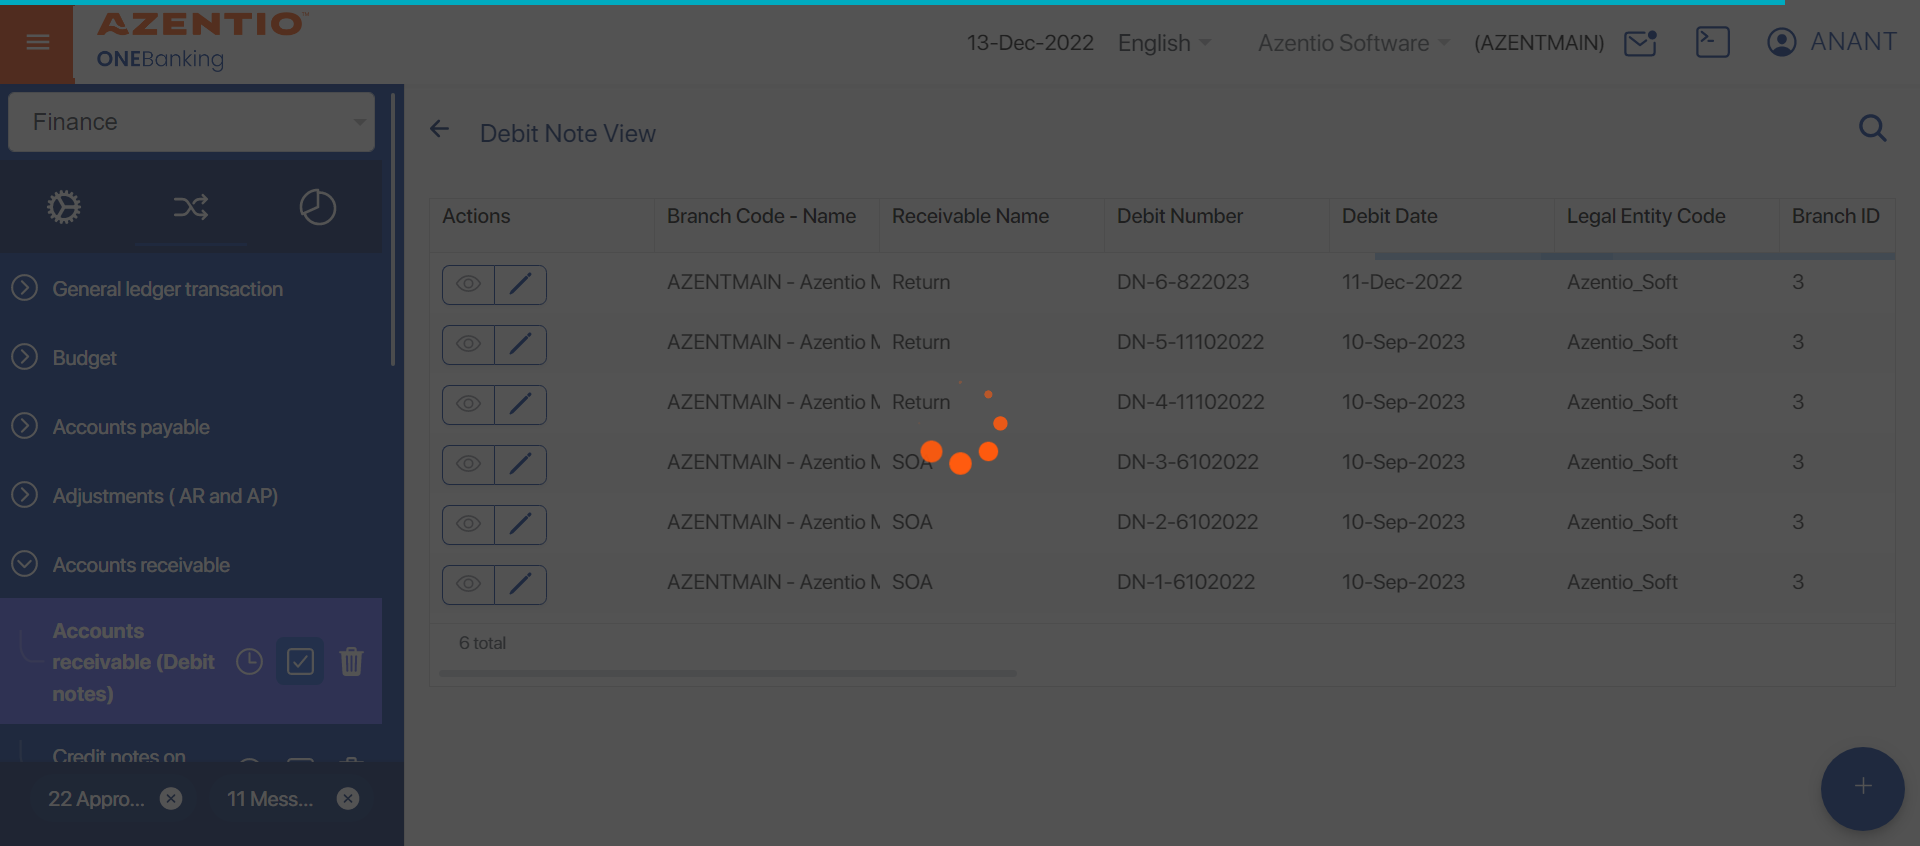 AZENTIO™
ONEBanking
13-Dec-2022 English Azentio Software (AZENTMAIN) ANANT
Finance
General ledger transaction
Budget
Accounts payable
Adjustments ( AR and AP)
Accounts receivable
Accounts
receivable (Debit
notes)
Credit notes on
22 Appro...
11 Mess...
Debit Note View
Actions Branch Code - Name Receivable Name Debit Number Debit Date Legal Entity Code Branch ID
AZENTMAIN - Azentio M Return DN-6-822023 11-Dec-2022 Azentio_Soft 3
AZENTMAIN - Azentio M Return DN-5-11102022 10-Sep-2023 Azentio_Soft 3
AZENTMAIN - Azentio M Return DN-4-11102022 10-Sep-2023 Azentio_Soft 3
AZENTMAIN - Azentio M SOA DN-3-6102022 10-Sep-2023 Azentio_Soft 3
AZENTMAIN - Azentio M SOA DN-2-6102022 10-Sep-2023 Azentio_Soft 3
AZENTMAIN - Azentio M SOA DN-1-6102022 10-Sep-2023 Azentio_Soft 3
6 total